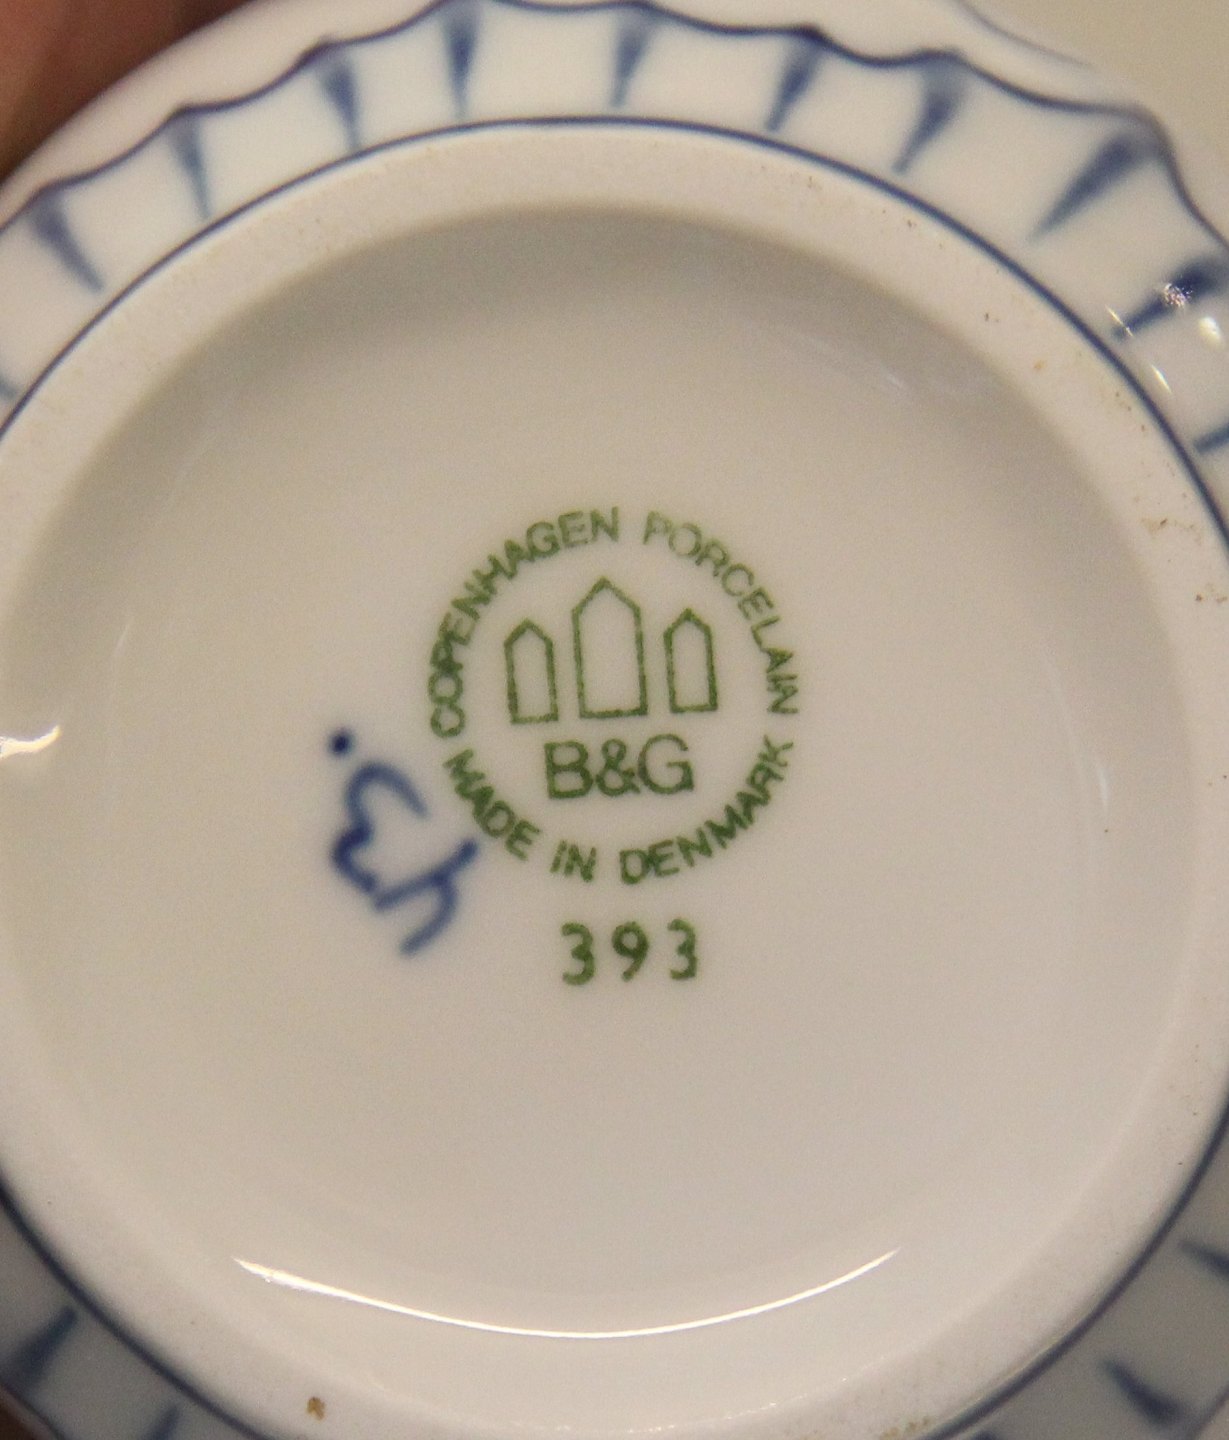 COPENHAGEN PORCELAIN
B&G
MADE IN DENMARK
393